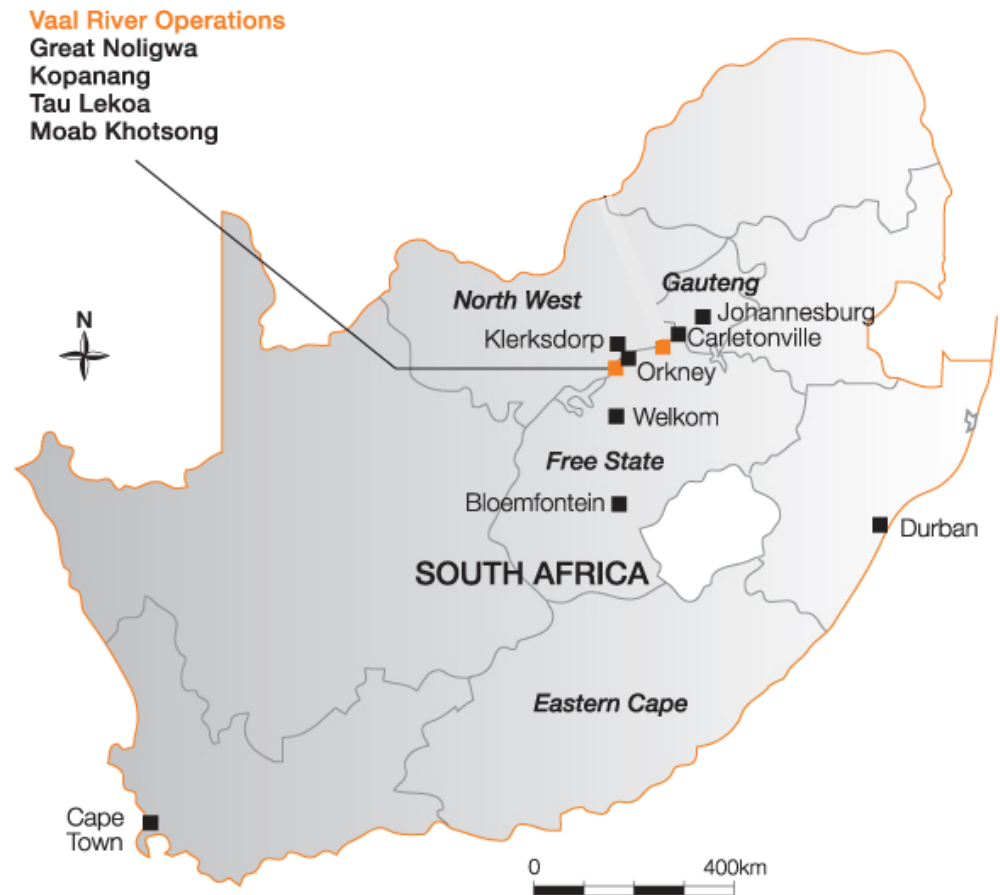 Vaal River Operations
Great Noligwa
Kopanang
Tau Lekoa
Moab Khotsong
N
Gauteng
North West
Johannesburg
Klerksdorp
Carletonville
Orkney
Welkom
Free State
Bloemfontein
Durban
SOUTH AFRICA
Eastern Cape
Cape
Town
0 400km